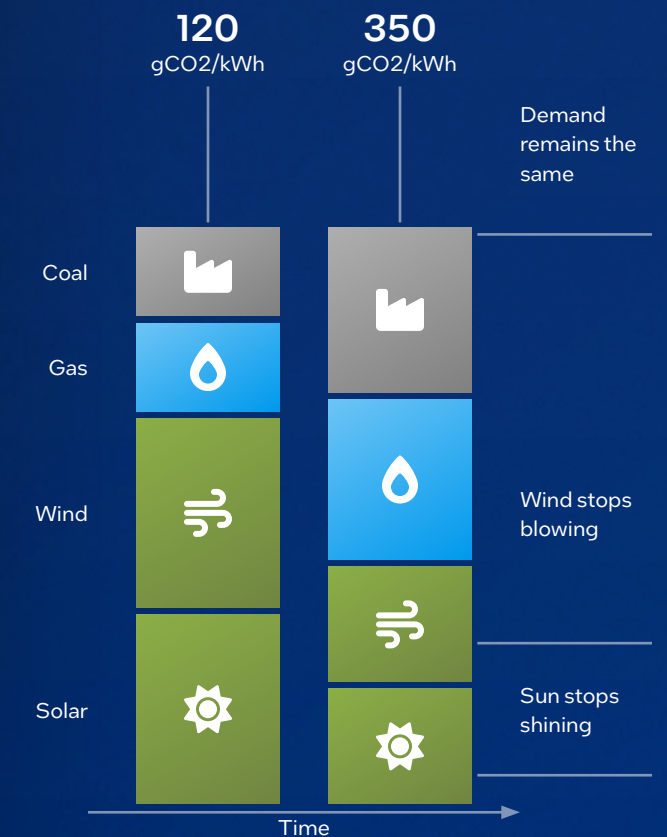 120
gCO2/kWh
350
gCO2/kWh
Demand
remains the
same
Coal
Gas
Wind
Wind stops
blowing
Solar
Sun stops
shining
Time